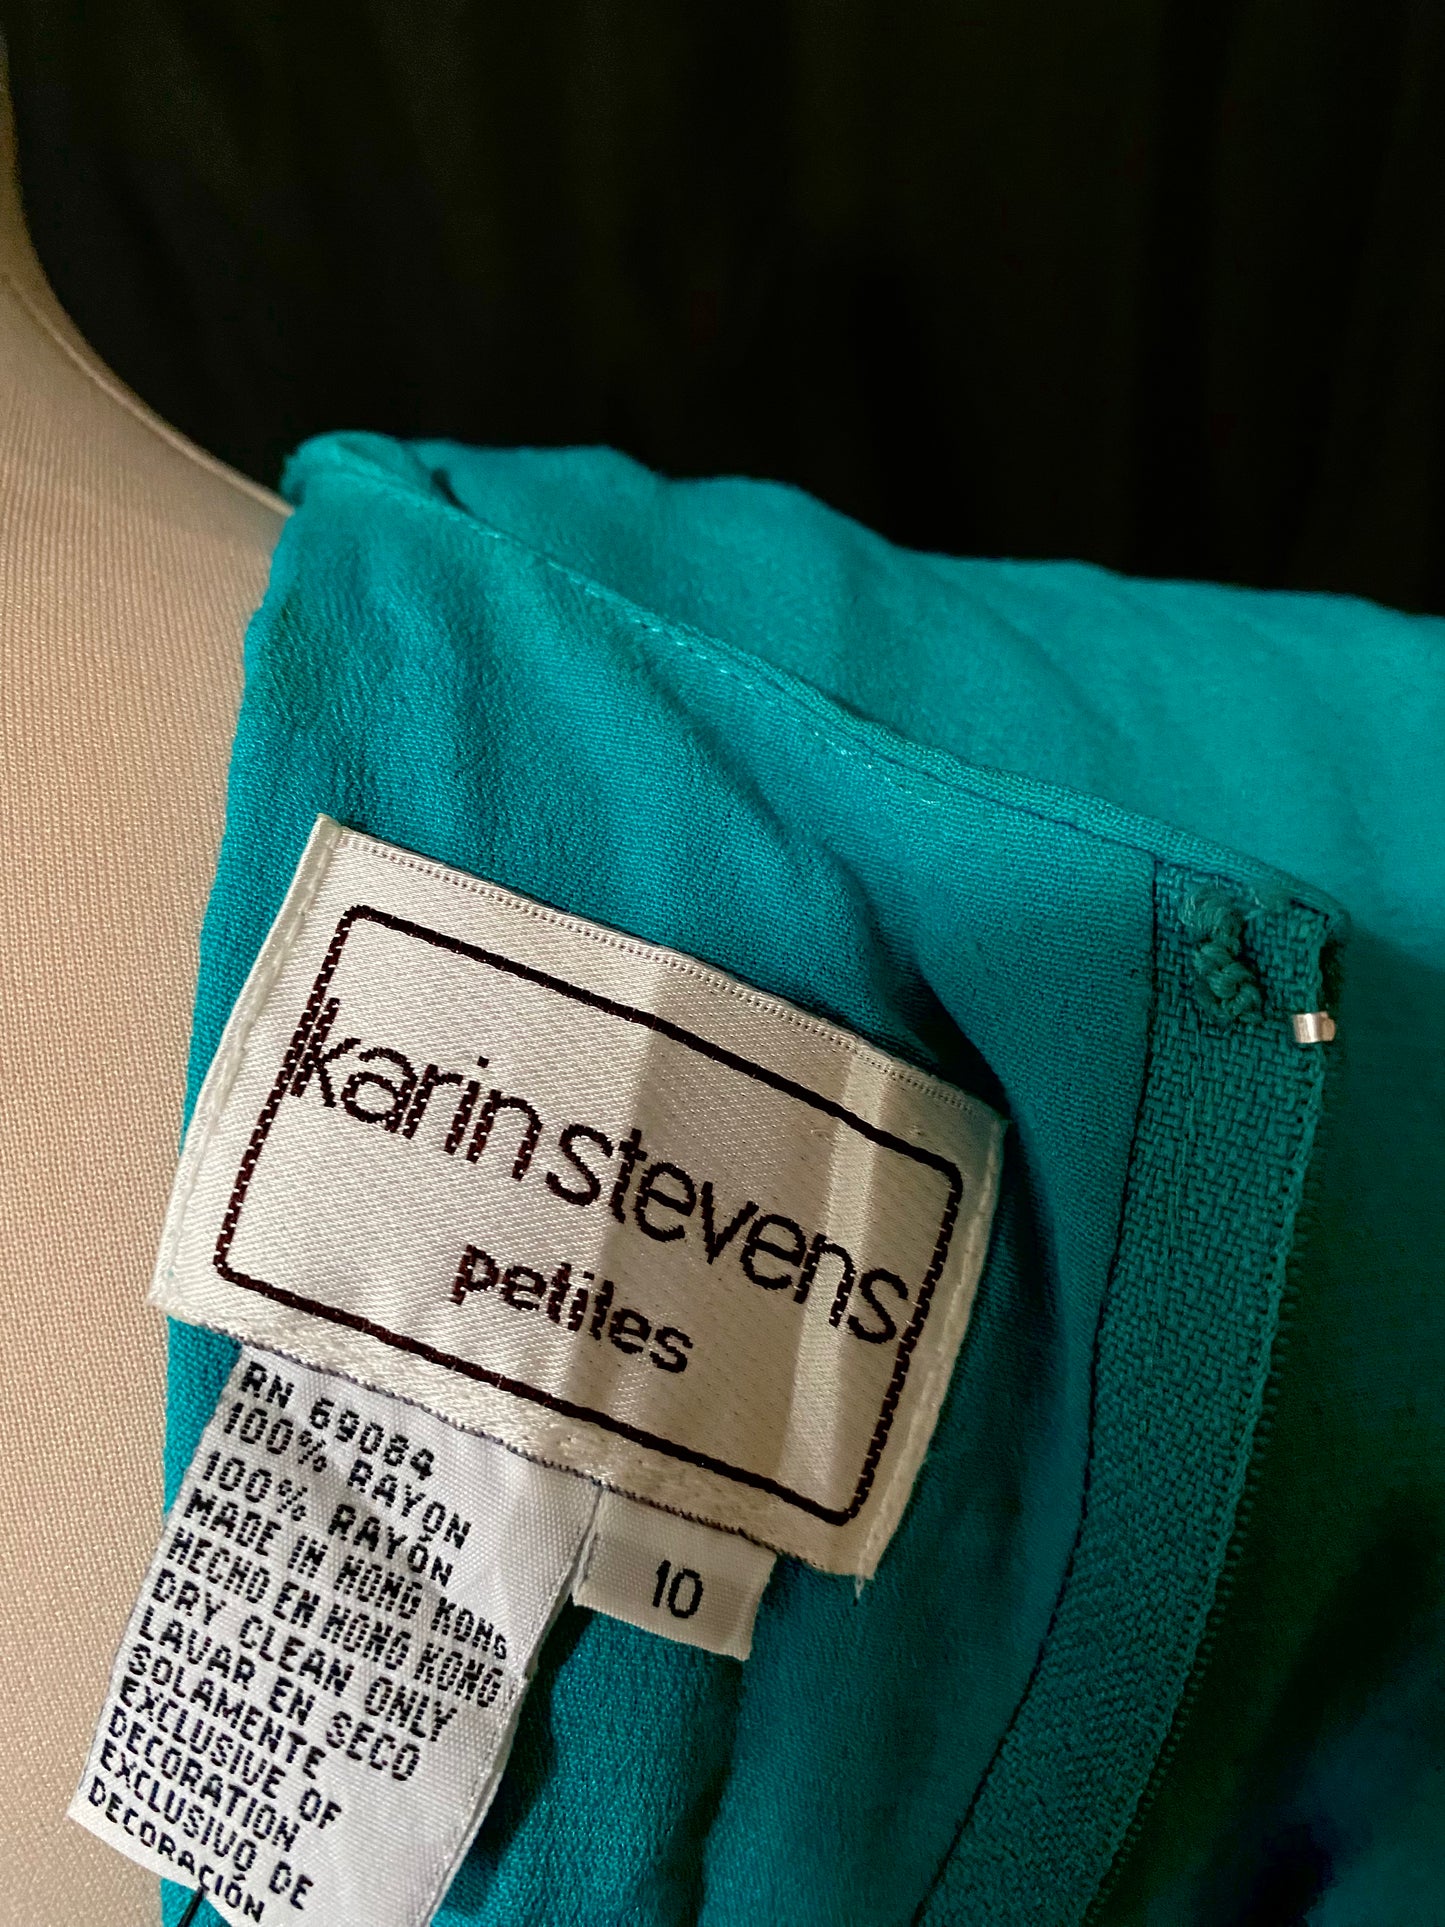 karin stevens
petites
10
RN 69084
100% RAYON
100% RAYON
MADE IN HONG KONG
HECHO EN HONG KONG
DRY CLEAN ONLY
LAVAR EN SECO
SOLAMENTE
EXCLUSIVE OF
DECORATION
EXCLUSIVO DE
DECORACIÓN